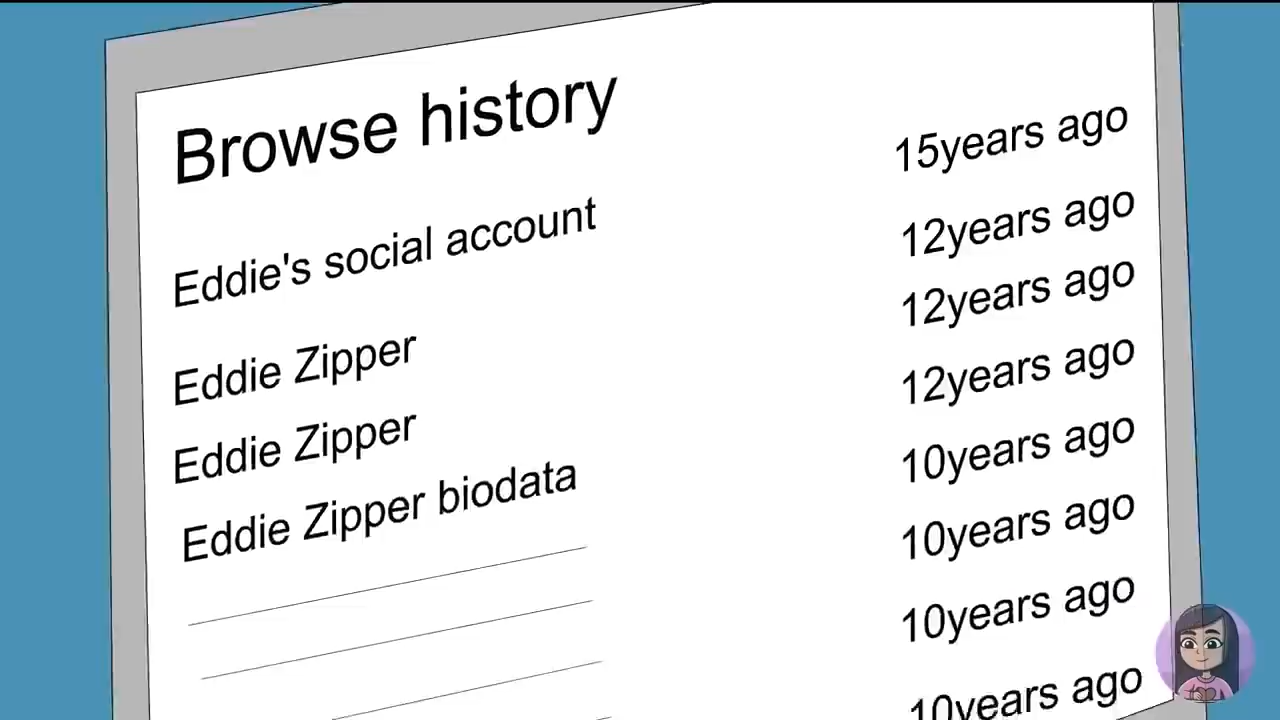 Browse history
Eddie's social account 15years ago
Eddie Zipper 12years ago
Eddie Zipper 12years ago
Eddie Zipper biodata 12years ago
10years ago
10years ago
10years ago
10years ago